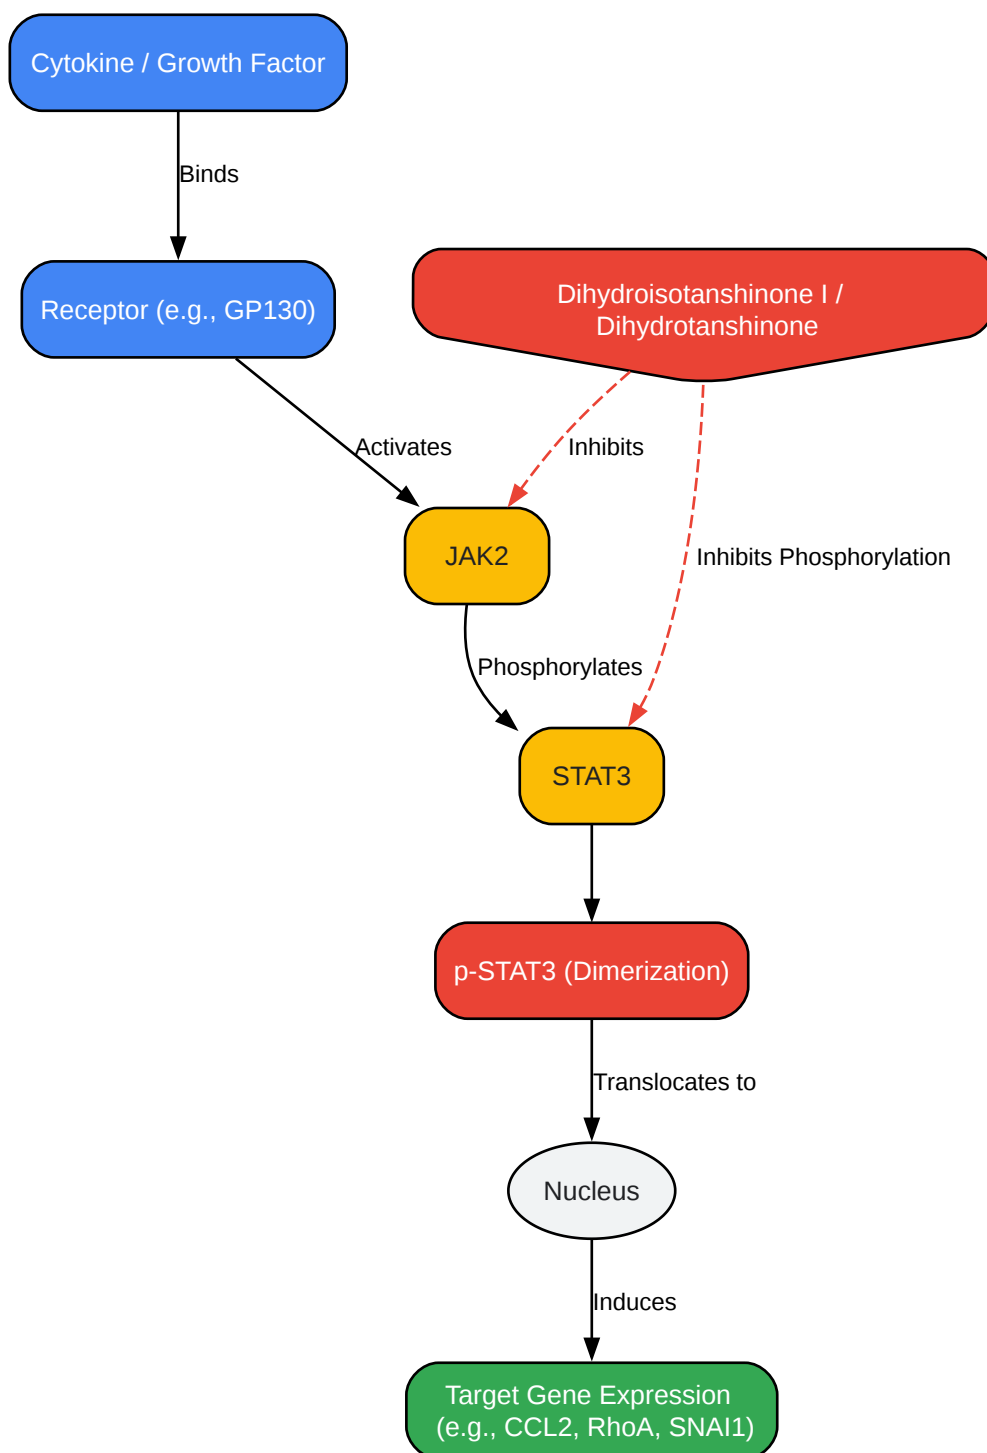 Cytokine / Growth Factor
Binds
Receptor (e.g., GP130)
Dihydroisotanshinone I /
Dihydrotanshinone
Activates
Inhibits
JAK2
Inhibits Phosphorylation
Phosphorylates
STAT3
p-STAT3 (Dimerization)
Translocates to
Nucleus
Induces
Target Gene Expression
(e.g., CCL2, RhoA, SNAI1)